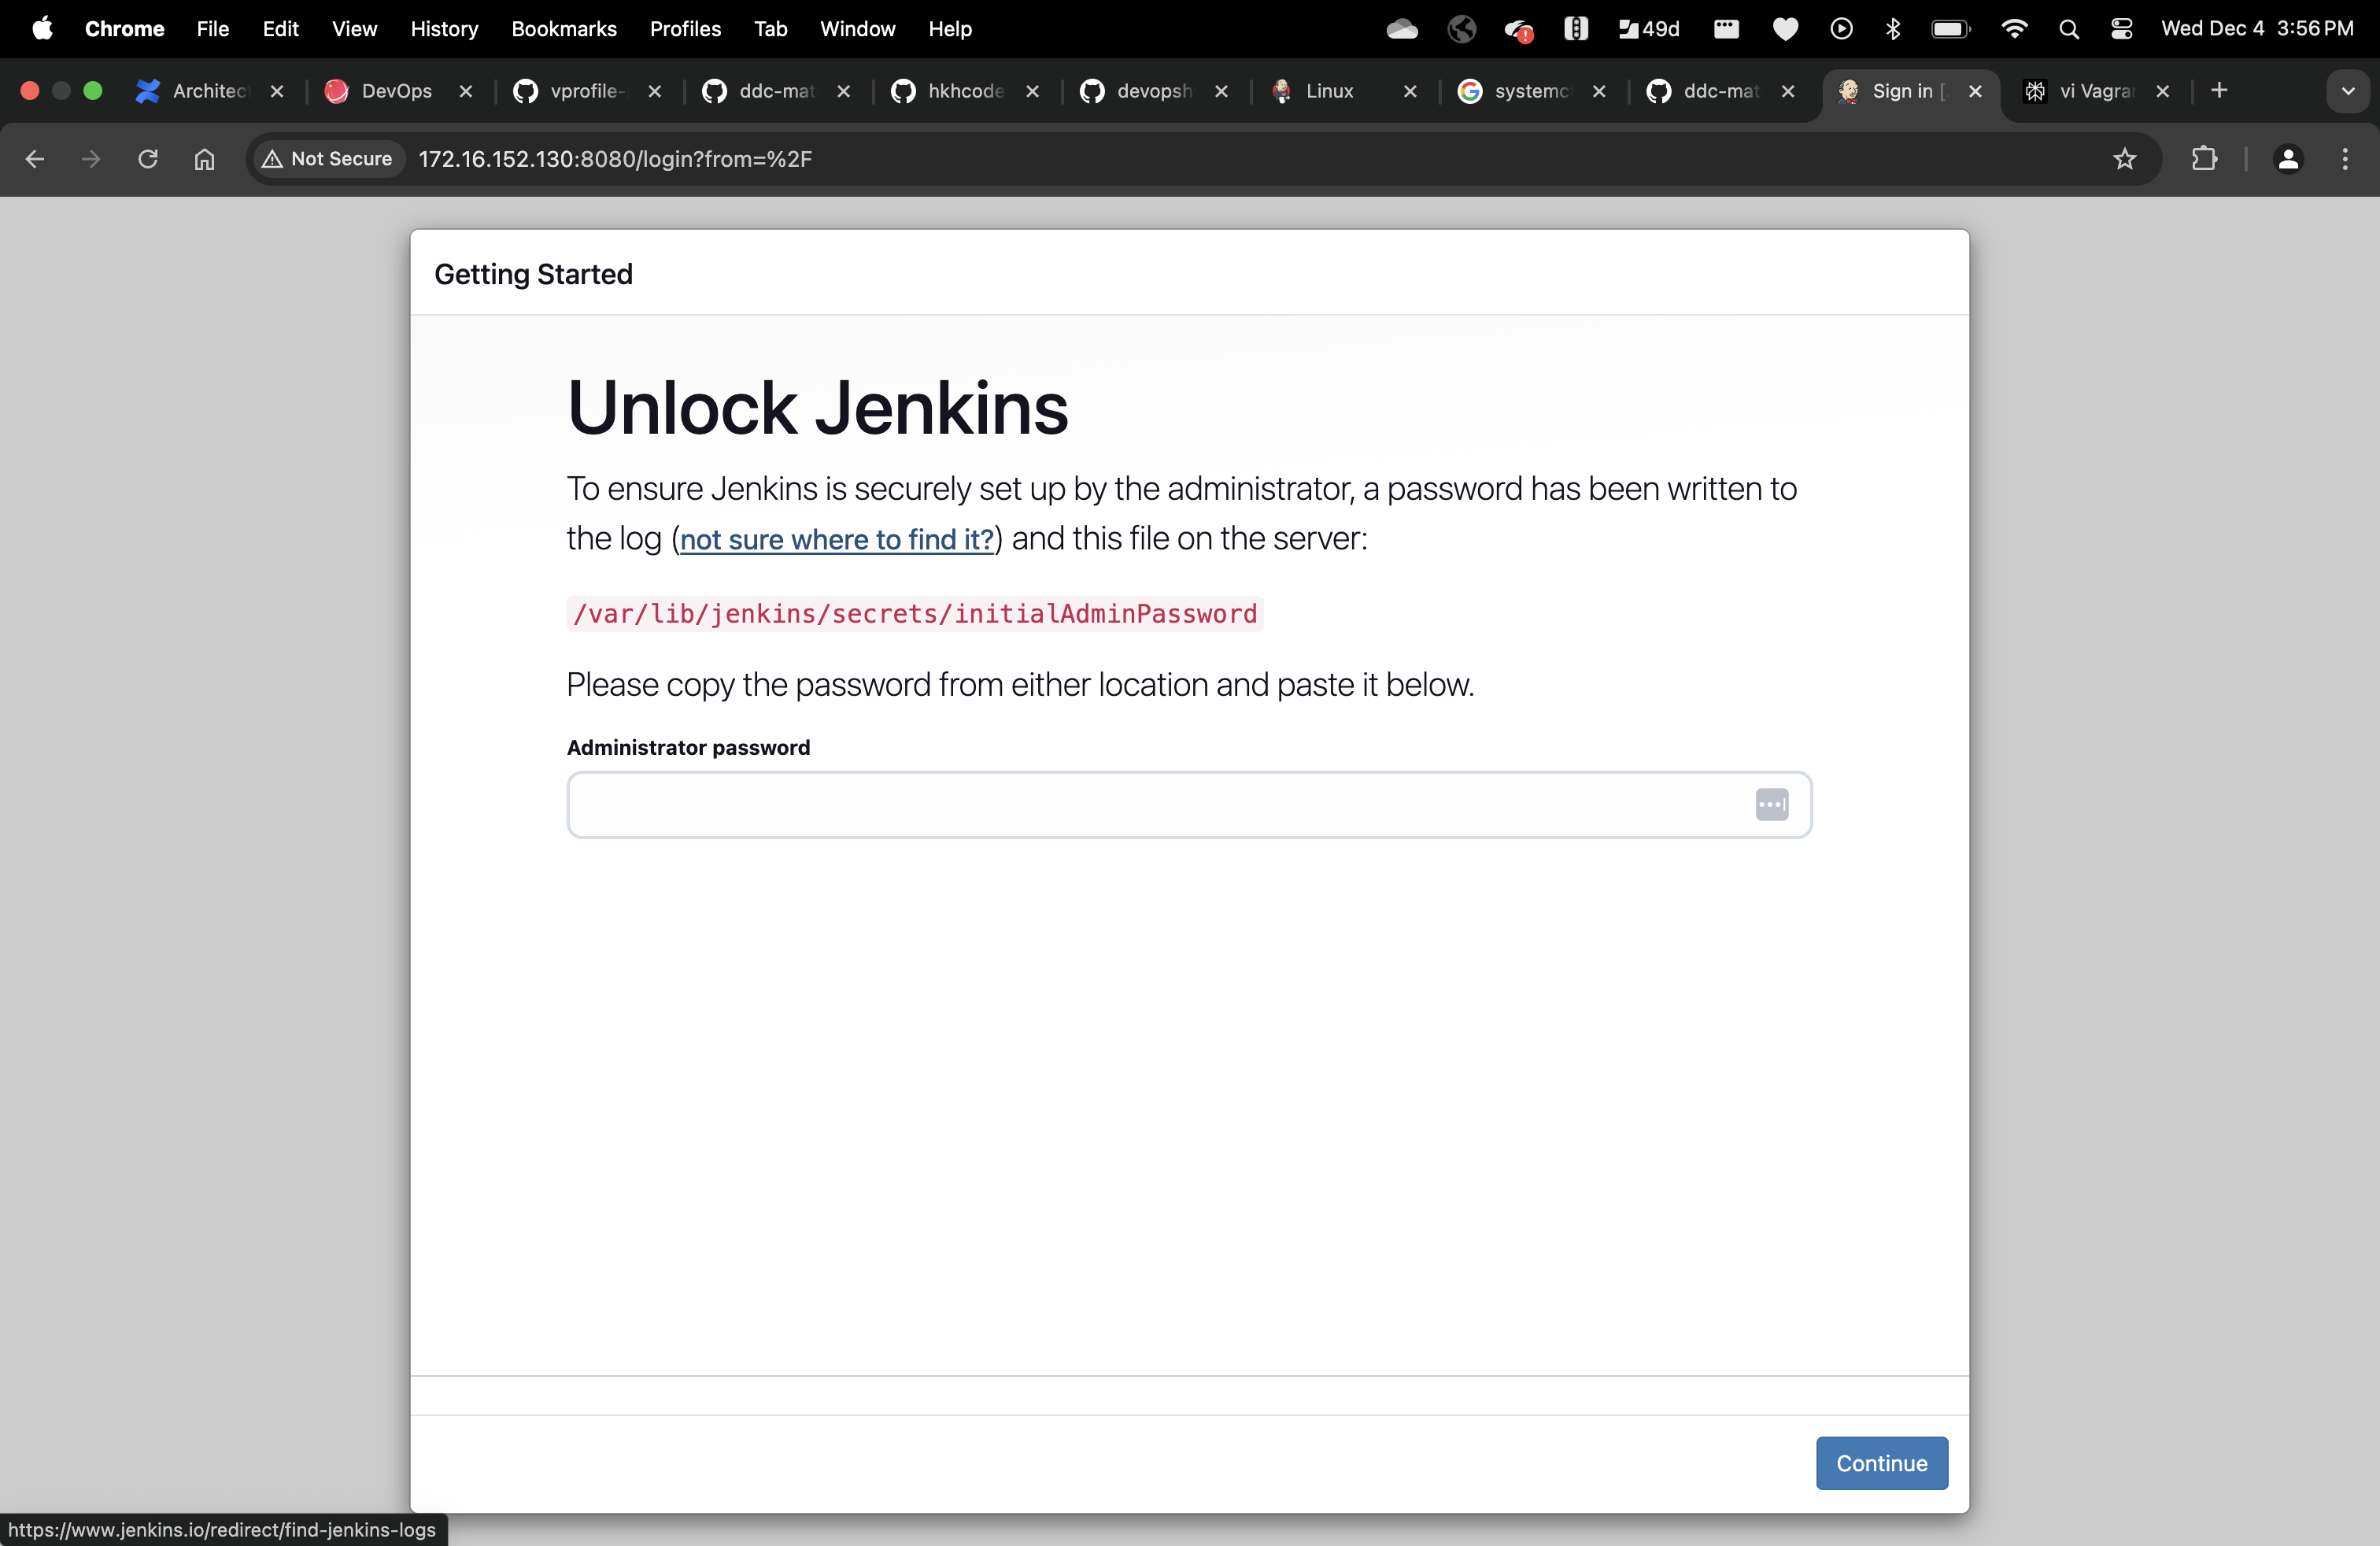 Chrome File Edit View History Bookmarks Profiles Tab Window Help 49d Wed Dec 4 3:56 PM
Architec DevOps vprofile- ddc-mat hkhcode devopsh Linux systemc ddc-mat Sign in [ vi Vagrar
Not Secure 172.16.152.130:8080/login?from=%2F
Getting Started
Unlock Jenkins
To ensure Jenkins is securely set up by the administrator, a password has been written to
the log (not sure where to find it?) and this file on the server:
/var/lib/jenkins/secrets/initialAdminPassword
Please copy the password from either location and paste it below.
Administrator password
Continue
https://www.jenkins.io/redirect/find-jenkins-logs